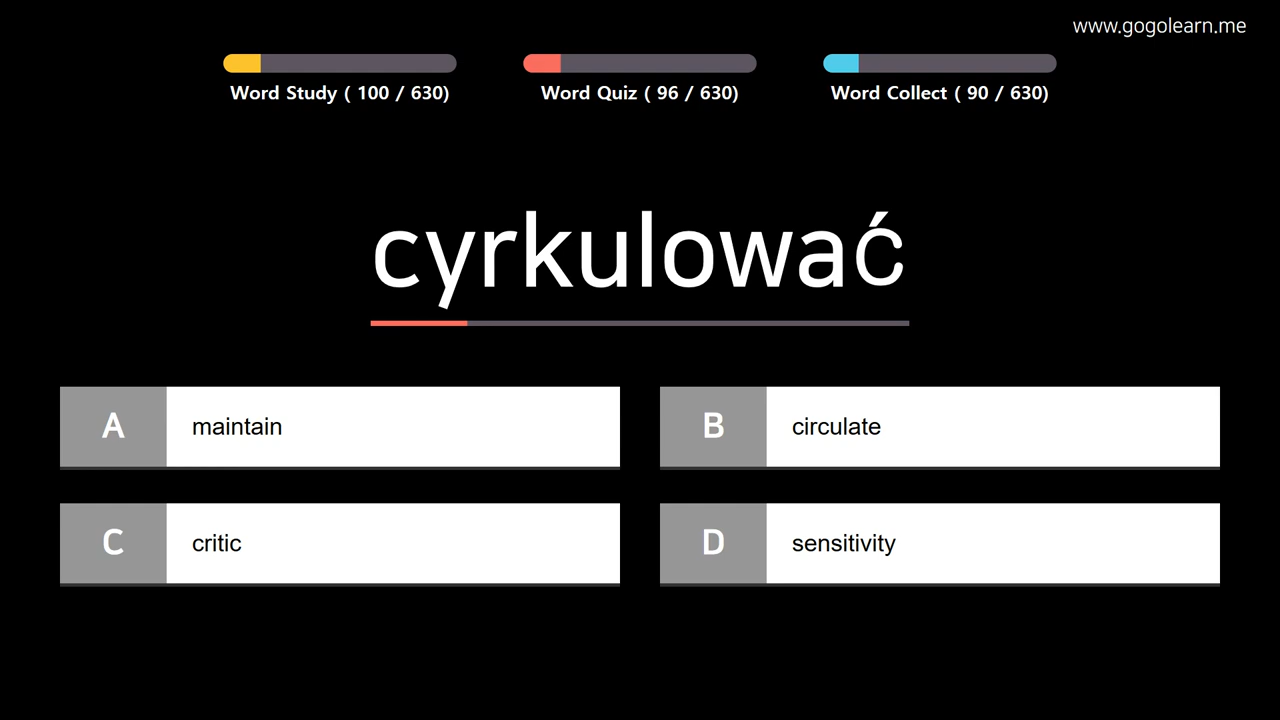 www.gogolearn.me
Word Study ( 100 / 630)
Word Quiz ( 96 / 630)
Word Collect ( 90 / 630)
cyrkulować
A maintain
B circulate
C critic
D sensitivity